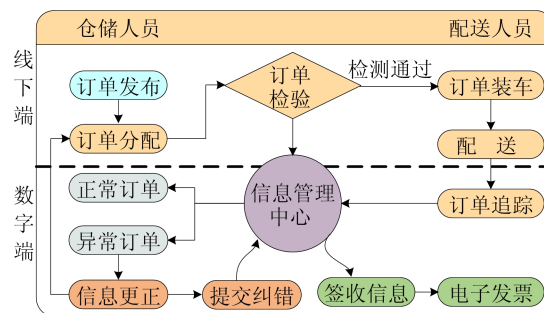 仓储人员
配送人员
线下端
订单发布
订单
检验
检测通过
订单装车
订单分配
配 送
数字端
正常订单
信息管理
中心
订单追踪
异常订单
信息更正
提交纠错
签收信息
电子发票